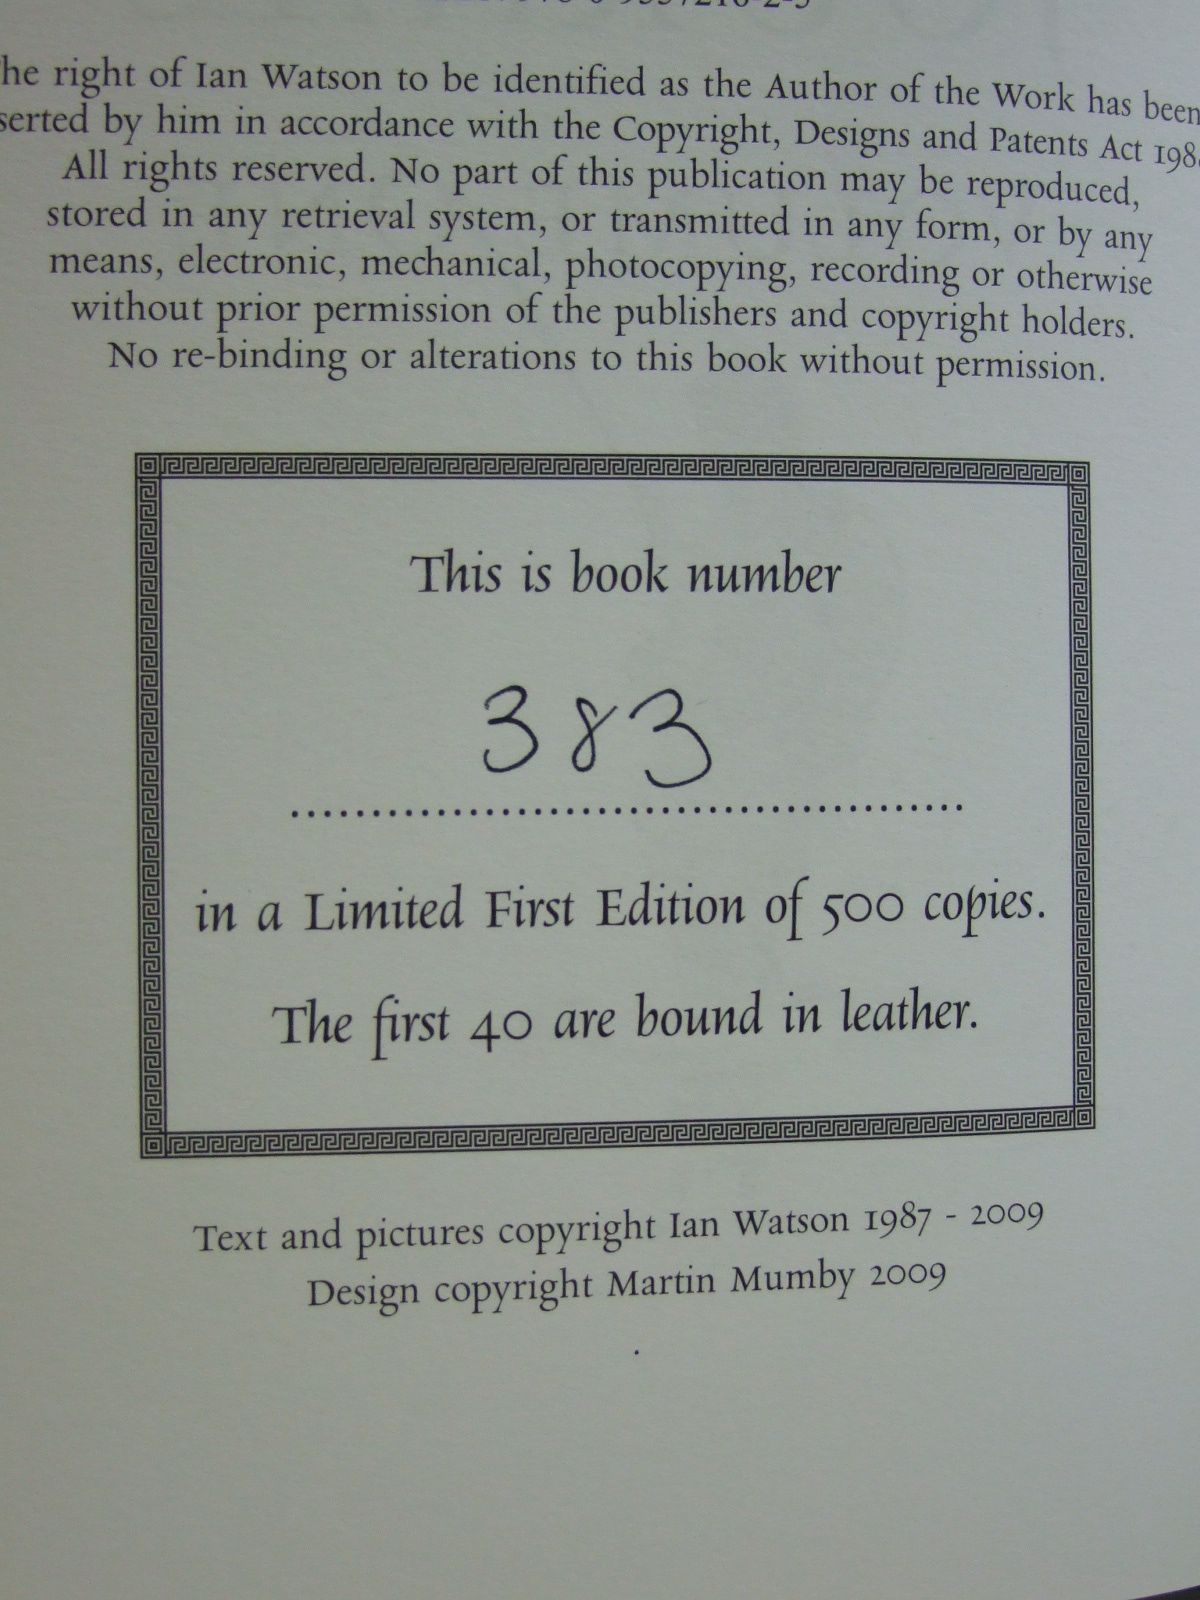 he right of Ian Watson to be identified as the Author of the Work has been
serted by him in accordance with the Copyright, Designs and Patents Act 198
All rights reserved. No part of this publication may be reproduced,
stored in any retrieval system, or transmitted in any form, or by any
means, electronic, mechanical, photocopying, recording or otherwise
without prior permission of the publishers and copyright holders.
No re-binding or alterations to this book without permission.
This is book number
383
in a Limited First Edition of 500 copies.
The first 40 are bound in leather.
Text and pictures copyright Ian Watson 1987 - 2009
Design copyright Martin Mumby 2009